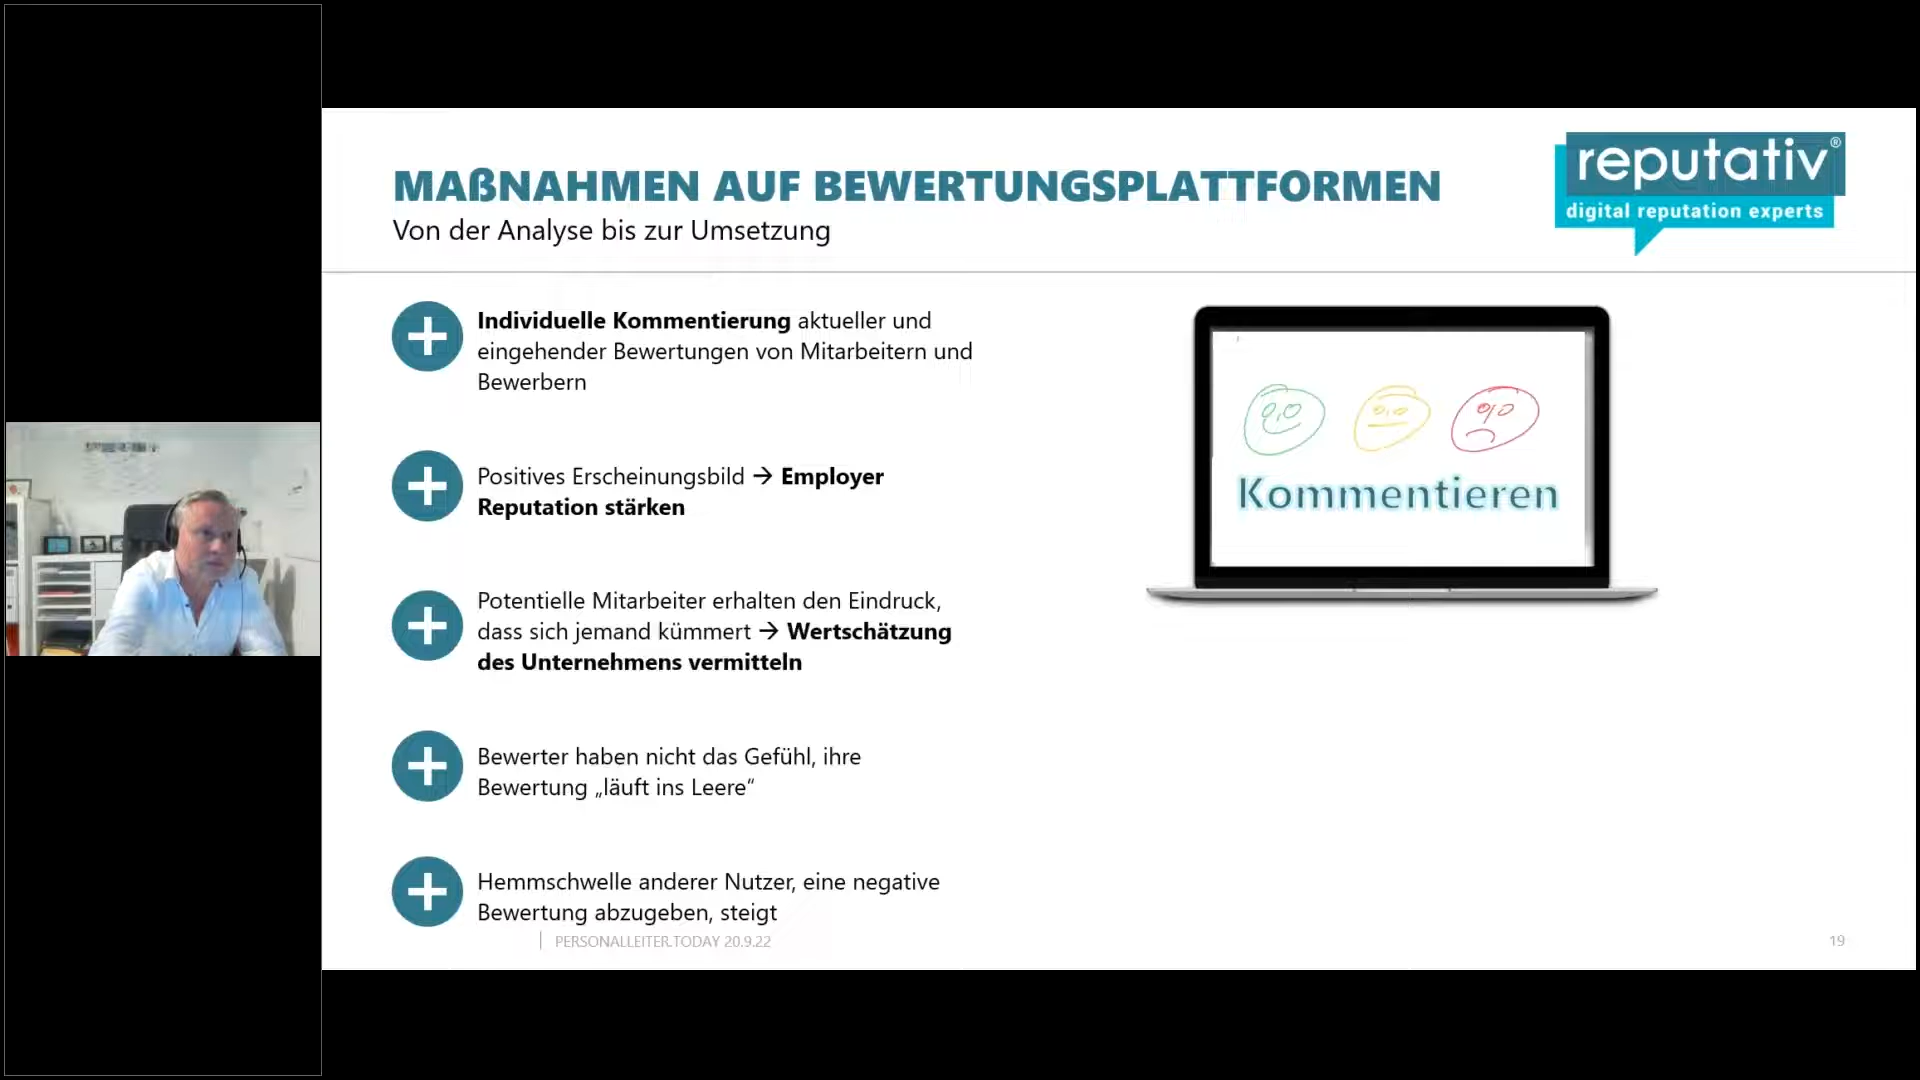 MAßNAHMEN AUF BEWERTUNGSPLATTFORMEN
Von der Analyse bis zur Umsetzung
reputativ®
digital reputation experts
Individuelle Kommentierung aktueller und
eingehender Bewertungen von Mitarbeitern und
Bewerbern
Positives Erscheinungsbild → Employer
Reputation stärken
Potentielle Mitarbeiter erhalten den Eindruck,
dass sich jemand kümmert → Wertschätzung
des Unternehmens vermitteln
Bewerter haben nicht das Gefühl, ihre
Bewertung „läuft ins Leere“
Hemmschwelle anderer Nutzer, eine negative
Bewertung abzugeben, steigt
Kommentieren
PERSONALLEITER.TODAY 20.9.22
19